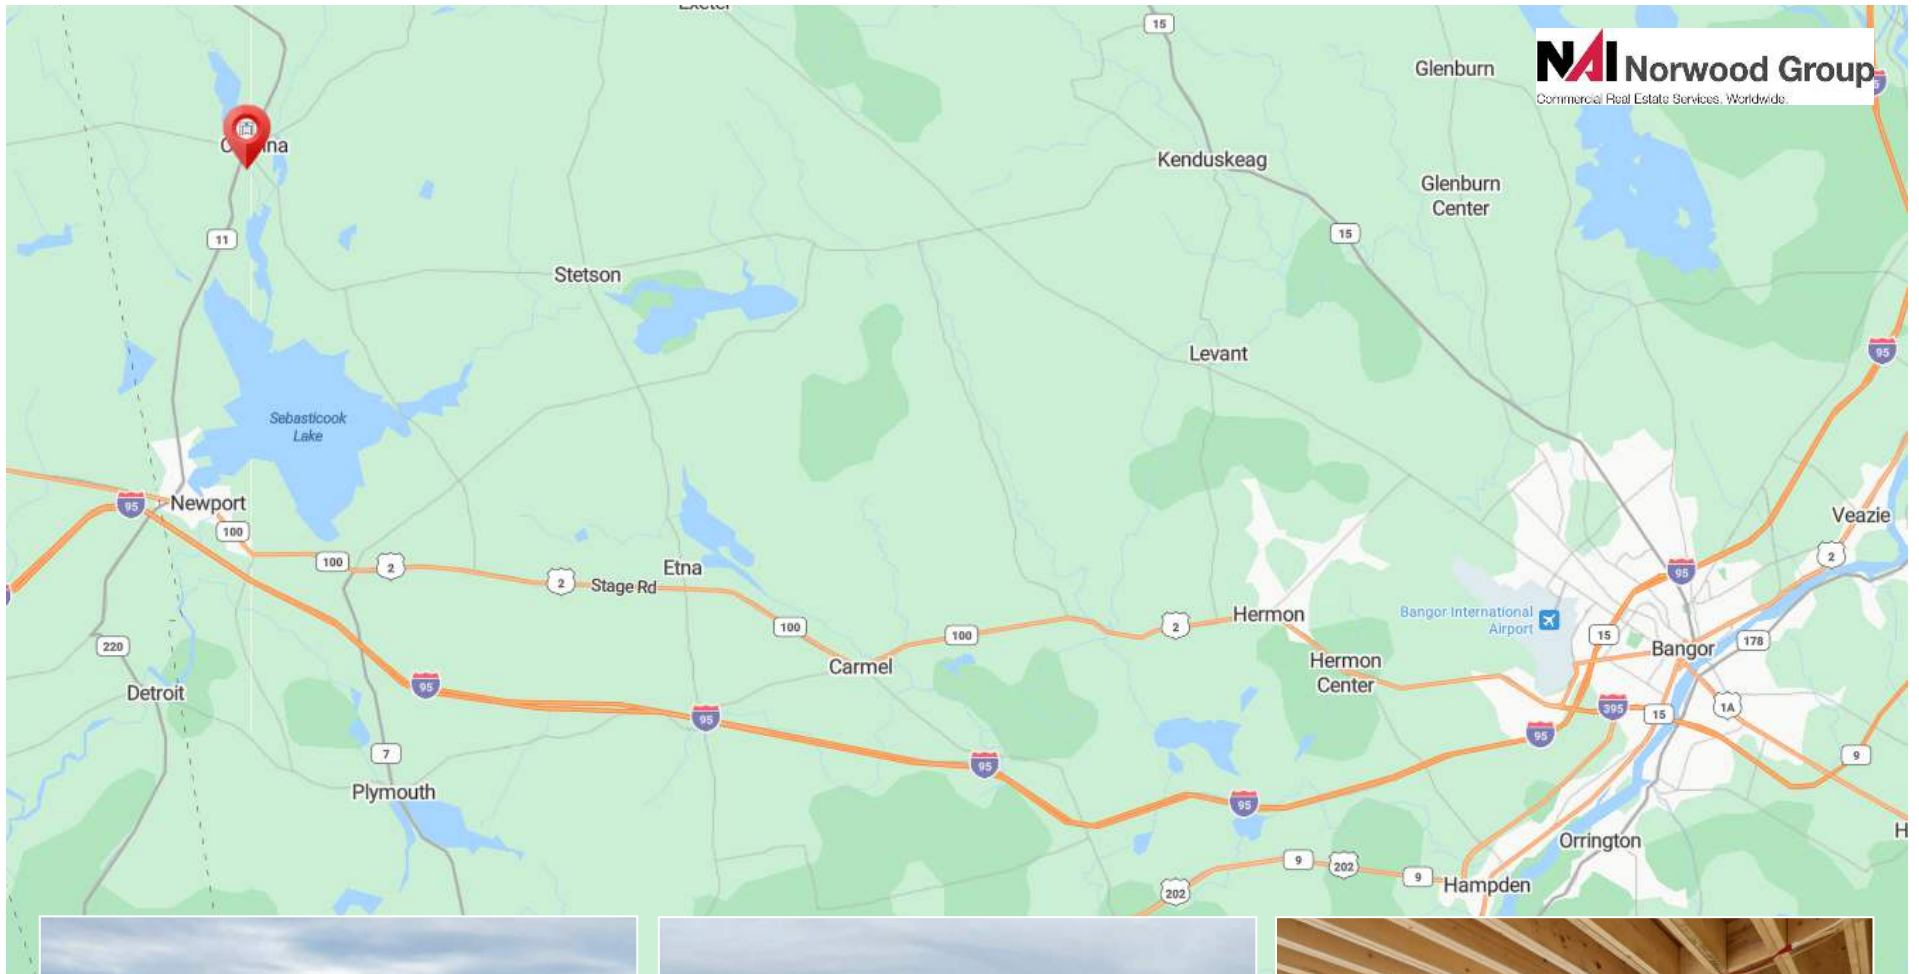 Exeter
15
Glenburn
NAI Norwood Group
Commercial Real Estate Services, Worldwide.
Kenduskeag
Glenburn
Center
11
15
Stetson
Levant
95
Sebasticook
Lake
Newport
95
100
100
2
2
Stage Rd
Etna
100
Carmel
100
2
Hermon
Hermon
Center
Bangor International
Airport
15
Bangor
178
95
2
Veazie
220
Detroit
95
95
95
95
95
395
15
1A
9
7
Plymouth
Orrington
H
9
202
9
Hampden
202